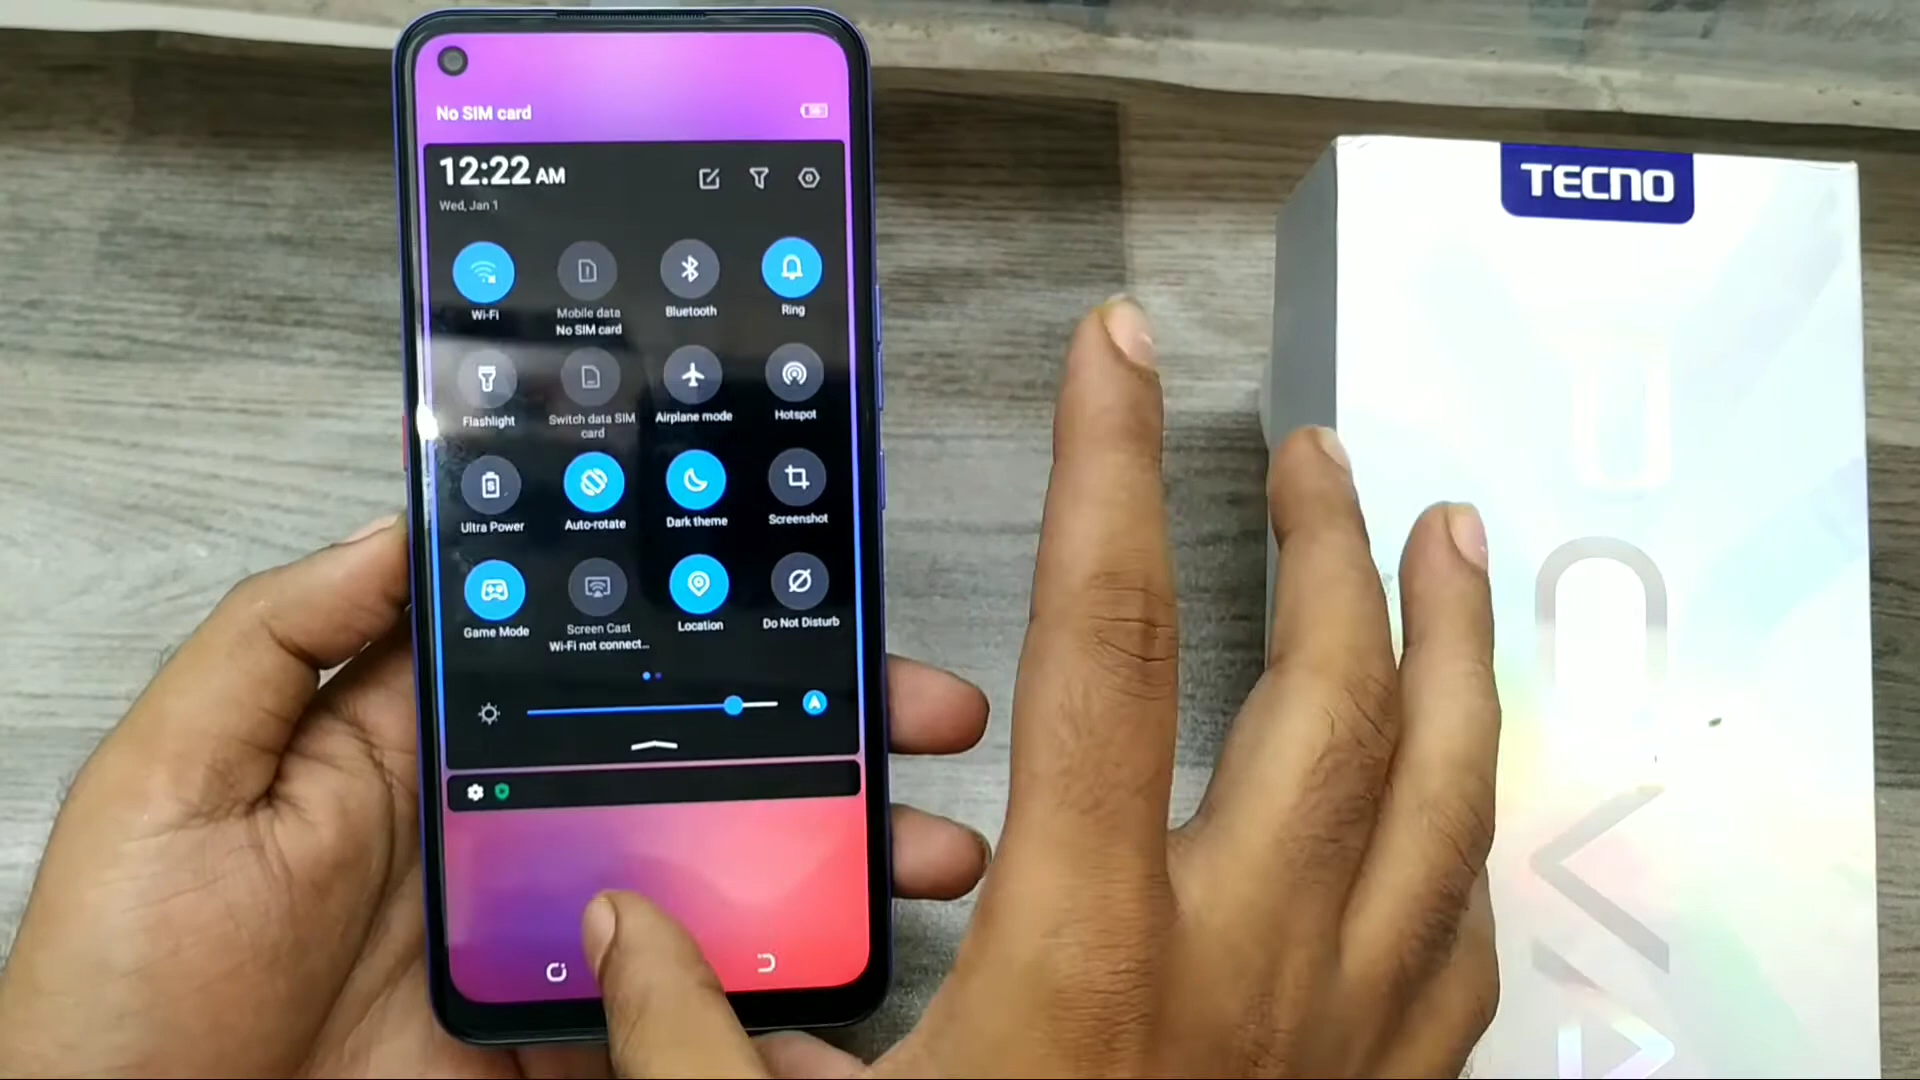 No SIM card
12:22 AM
Wed, Jan 1
Wi-Fi
Mobile data
No SIM card
Bluetooth
Ring
Flashlight
Switch data SIM
card
Airplane mode
Hotspot
Ultra Power
Auto-rotate
Dark theme
Screenshot
Game Mode
Screen Cast
Wi-Fi not connect...
Location
Do Not Disturb
TECNO